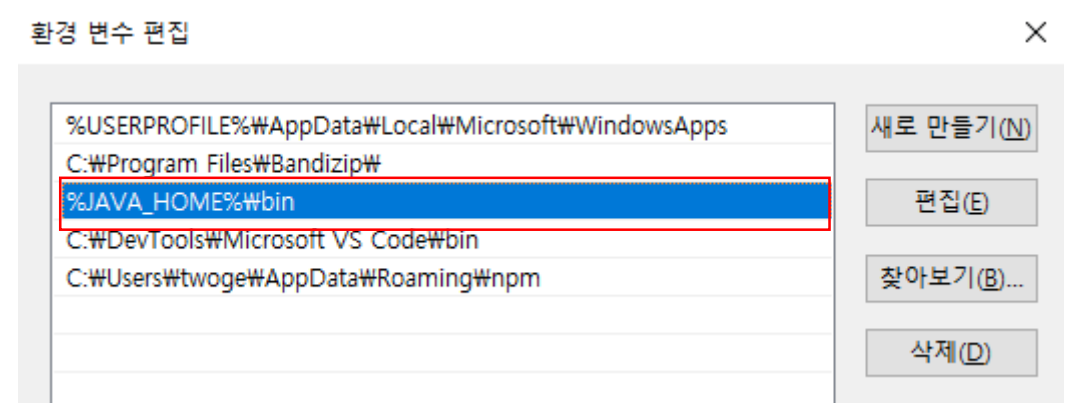 환경 변수 편집
%USERPROFILE%₩AppData₩Local₩Microsoft₩WindowsApps
새로 만들기(N)
C:₩Program Files₩Bandizip₩
%JAVA_HOME%₩bin
편집(E)
C:₩DevTools₩Microsoft VS Code₩bin
C:₩Users₩twoge₩AppData₩Roaming₩npm
찾아보기(B)...
삭제(D)